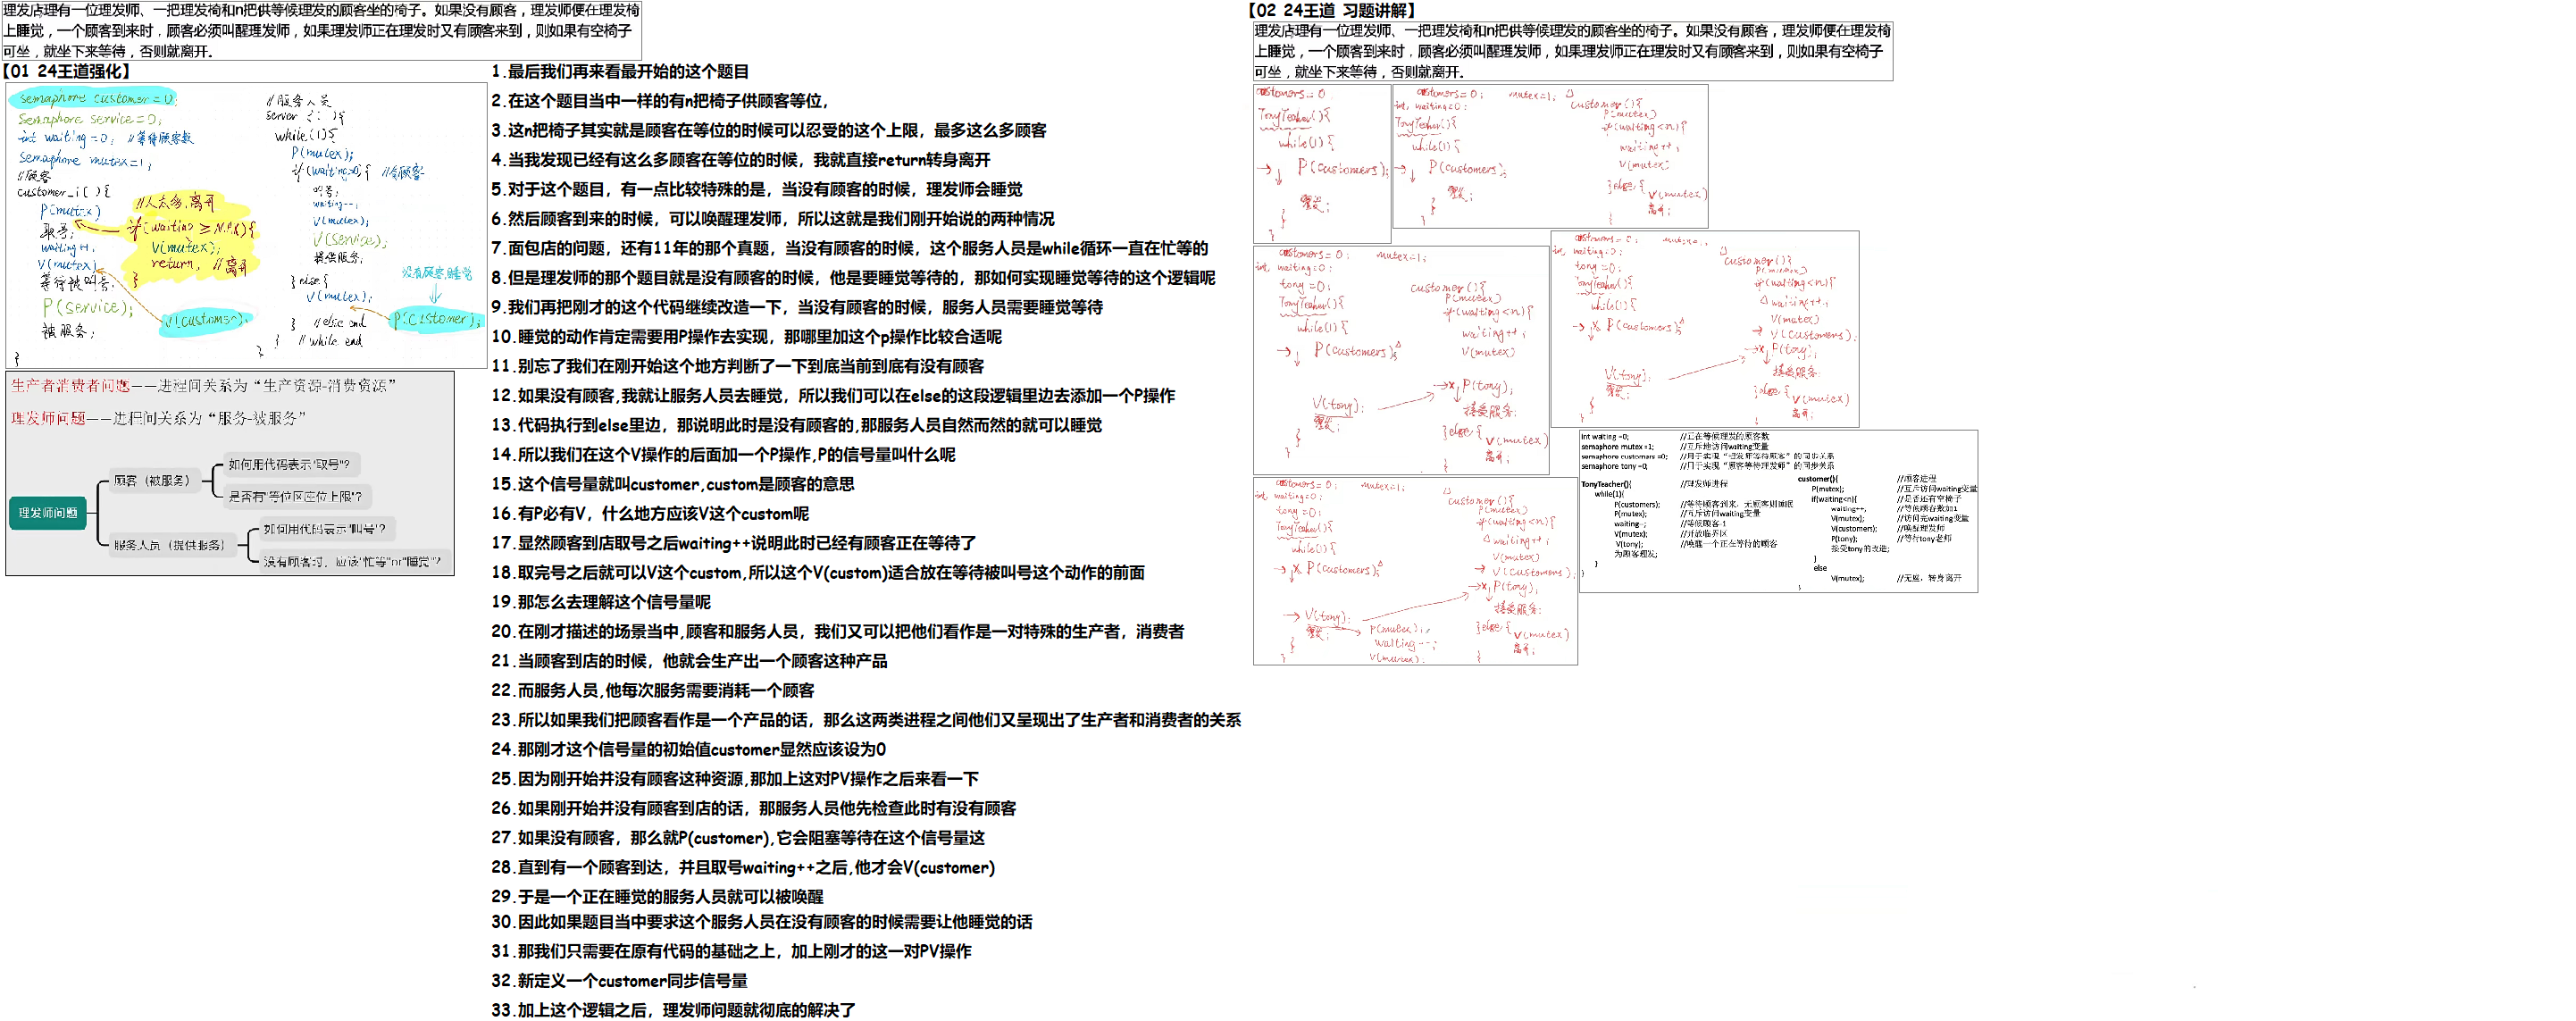 理发店理有一位理发师、一把理发椅和n把供等候理发的顾客坐的椅子。如果没有顾客，理发师便在理发椅
上睡觉，一个顾客到来时，顾客必须叫醒理发师，如果理发师正在理发时又有顾客来到，则如果有空椅子
可坐，就坐下来等待，否则就离开。
【01 24王道强化】
semaphore customer=0;
semaphore service=0;
int waiting=0; //等待顾客数
semaphore mutex=1;
//顾客
customer_i(){
P(mutex)
//人太多,离开
if(waiting≥MAX){
V(mutex);
return; //离开
}
取号;
waiting++;
V(mutex)
等待被叫号;
V(customer);
P(service);
被服务;
}
//服务人员
server_i(){
while(1){
P(mutex);
if(waiting>0){ //有顾客
叫号;
waiting--;
V(mutex);
V(service);
提供服务;
}else{
V(mutex);
没有顾客,睡觉
P(customer);
} //else end
} //while end
}
生产者消费者问题——进程间关系为“生产资源-消费资源”
理发师问题——进程间关系为“服务-被服务”
理发师问题
顾客（被服务）
如何用代码表示“取号”？
是否有“等位区座位上限”？
服务人员（提供服务）
如何用代码表示“叫号”？
没有顾客时，应该“忙等”or“睡觉”？
1.最后我们再来看最开始的这个题目
2.在这个题目当中一样的有n把椅子供顾客等位，
3.这n把椅子其实就是顾客在等位的时候可以忍受的这个上限，最多这么多顾客
4.当我发现已经有这么多顾客在等位的时候，我就直接return转身离开
5.对于这个题目，有一点比较特殊的是，当没有顾客的时候，理发师会睡觉
6.然后顾客到来的时候，可以唤醒理发师，所以这就是我们刚开始说的两种情况
7.面包店的问题，还有11年的那个真题，当没有顾客的时候，这个服务人员是while循环一直在忙等的
8.但是理发师的那个题目就是没有顾客的时候，他是要睡觉等待的，那如何实现睡觉等待的这个逻辑呢
9.我们再把刚才的这个代码继续改造一下，当没有顾客的时候，服务人员需要睡觉等待
10.睡觉的动作肯定需要用P操作去实现，那哪里加这个p操作比较合适呢
11.别忘了我们在刚开始这个地方判断了一下到底当前到底有没有顾客
12.如果没有顾客,我就让服务人员去睡觉，所以我们可以在else的这段逻辑里边去添加一个P操作
13.代码执行到else里边，那说明此时是没有顾客的,那服务人员自然而然的就可以睡觉
14.所以我们在这个V操作的后面加一个P操作,P的信号量叫什么呢
15.这个信号量就叫customer,custom是顾客的意思
16.有P必有V，什么地方应该V这个custom呢
17.显然顾客到店取号之后waiting++说明此时已经有顾客正在等待了
18.取完号之后就可以V这个custom,所以这个V(custom)适合放在等待被叫号这个动作的前面
19.那怎么去理解这个信号量呢
20.在刚才描述的场景当中,顾客和服务人员，我们又可以把他们看作是一对特殊的生产者，消费者
21.当顾客到店的时候，他就会生产出一个顾客这种产品
22.而服务人员,他每次服务需要消耗一个顾客
23.所以如果我们把顾客看作是一个产品的话，那么这两类进程之间他们又呈现出了生产者和消费者的关系
24.那刚才这个信号量的初始值customer显然应该设为0
25.因为刚开始并没有顾客这种资源,那加上这对PV操作之后来看一下
26.如果刚开始并没有顾客到店的话，那服务人员他先检查此时有没有顾客
27.如果没有顾客，那么就P(customer),它会阻塞等待在这个信号量这
28.直到有一个顾客到达，并且取号waiting++之后,他才会V(customer)
29.于是一个正在睡觉的服务人员就可以被唤醒
30.因此如果题目当中要求这个服务人员在没有顾客的时候需要让他睡觉的话
31.那我们只需要在原有代码的基础之上，加上刚才的这一对PV操作
32.新定义一个customer同步信号量
33.加上这个逻辑之后，理发师问题就彻底的解决了
【02 24王道 习题讲解】
理发店理有一位理发师、一把理发椅和n把供等候理发的顾客坐的椅子。如果没有顾客，理发师便在理发椅
上睡觉，一个顾客到来时，顾客必须叫醒理发师，如果理发师正在理发时又有顾客来到，则如果有空椅子
可坐，就坐下来等待，否则就离开。
customers=0;
TonyTeacher(){
while(1){
P(customers);
理发;
}
}
customers=0; mutex=1;
int waiting=0;
TonyTeacher(){
while(1){
P(customers);
理发;
}
}
customer(){
P(mutex)
if(waiting<n){
waiting++;
V(mutex)
}else{
V(mutex)
离开;
}
customers=0; mutex=1;
int waiting=0;
tony=0;
TonyTeacher(){
while(1){
P(customers);
V(tony);
理发;
}
}
customer(){
P(mutex)
if(waiting<n){
waiting++;
V(mutex)
P(tony);
接受服务;
}else{
V(mutex)
离开;
}
customers=0;
int waiting=0;
tony=0;
TonyTeacher(){
while(1){
P(customers);
V(tony);
理发;
}
}
customer(){
P(mutex)
if(waiting<n){
waiting++;
V(mutex)
V(customers);
P(tony);
接受服务;
}else{
V(mutex)
离开;
}
customers=0; mutex=1;
int waiting=0;
tony=0;
TonyTeacher(){
while(1){
P(customers);
V(tony);
理发;
P(mutex);
waiting--;
V(mutex);
}
}
customer(){
P(mutex)
if(waiting<n){
waiting++;
V(mutex)
V(customers);
P(tony);
接受服务;
}else{
V(mutex)
离开;
}
int waiting=0; //正在等候理发的顾客数
semaphore mutex=1; //互斥地访问waiting变量
semaphore customers=0; //用于实现“理发师等待顾客”的同步关系
semaphore tony=0; //用于实现“顾客等待理发师”的同步关系
TonyTeacher(){ //理发师进程
while(1){
P(customers); //等待顾客到来，无顾客则睡眠
P(mutex); //互斥访问waiting变量
waiting--; //等候顾客-1
V(mutex); //开放临界区
V(tony); //唤醒一个正在等待的顾客
为顾客理发;
}
}
customer(){ //顾客进程
P(mutex); //互斥访问waiting变量
if(waiting<n){ //是否还有空椅子
waiting++; //等候顾客数加1
V(mutex); //访问完waiting变量
V(customers); //唤醒理发师
P(tony); //等待tony老师
接受tony的改造;
}
else
V(mutex); //无座，转身离开
}